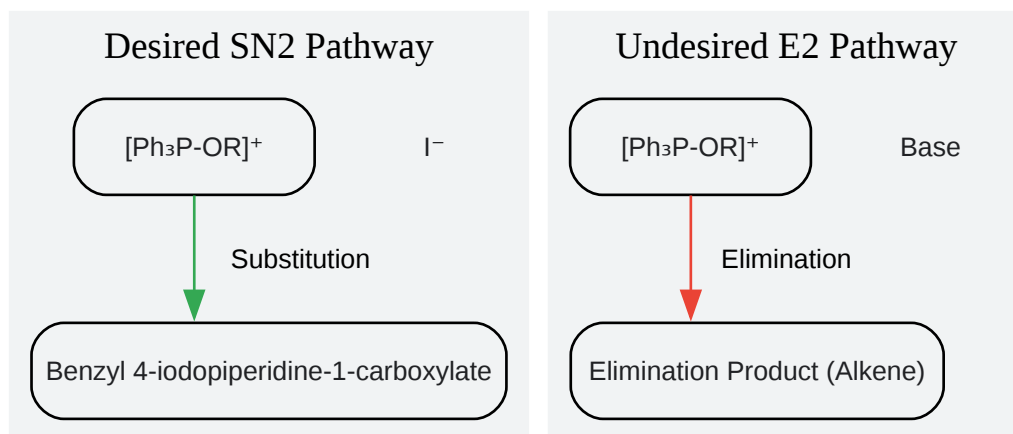 Desired SN2 Pathway
[Ph₃P-OR]⁺
I⁻
Substitution
Benzyl 4-iodopiperidine-1-carboxylate
Undesired E2 Pathway
[Ph₃P-OR]⁺
Base
Elimination
Elimination Product (Alkene)